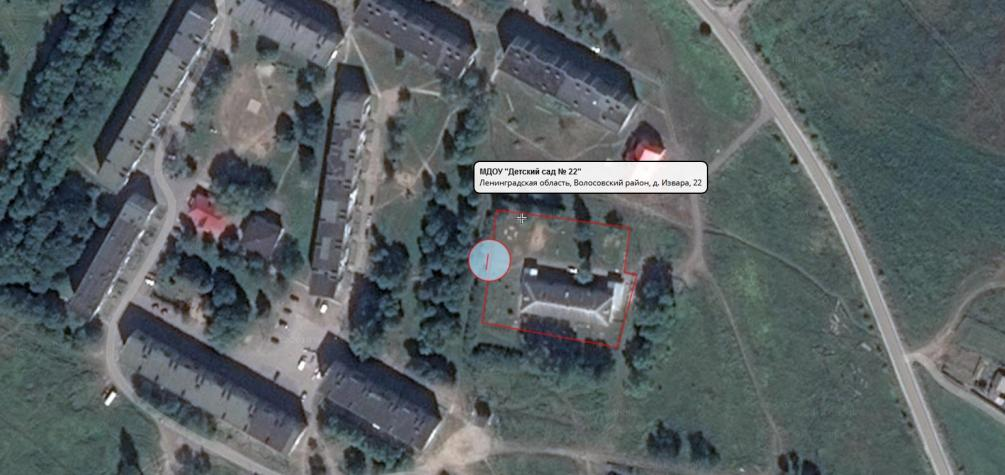 МДОУ "Детский сад № 22"
Ленинградская область, Волосовский район, д. Извара, 22